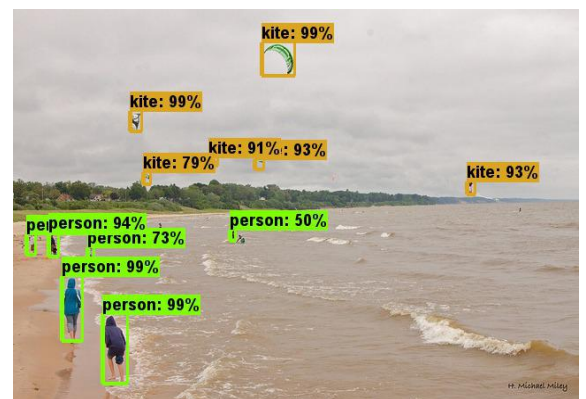 kite: 99%
kite: 99%
kite: 91%
: 93%
kite: 79%
kite: 93%
person: 94%
person: 50%
person: 73%
person: 99%
person: 99%
H. Michael Miley